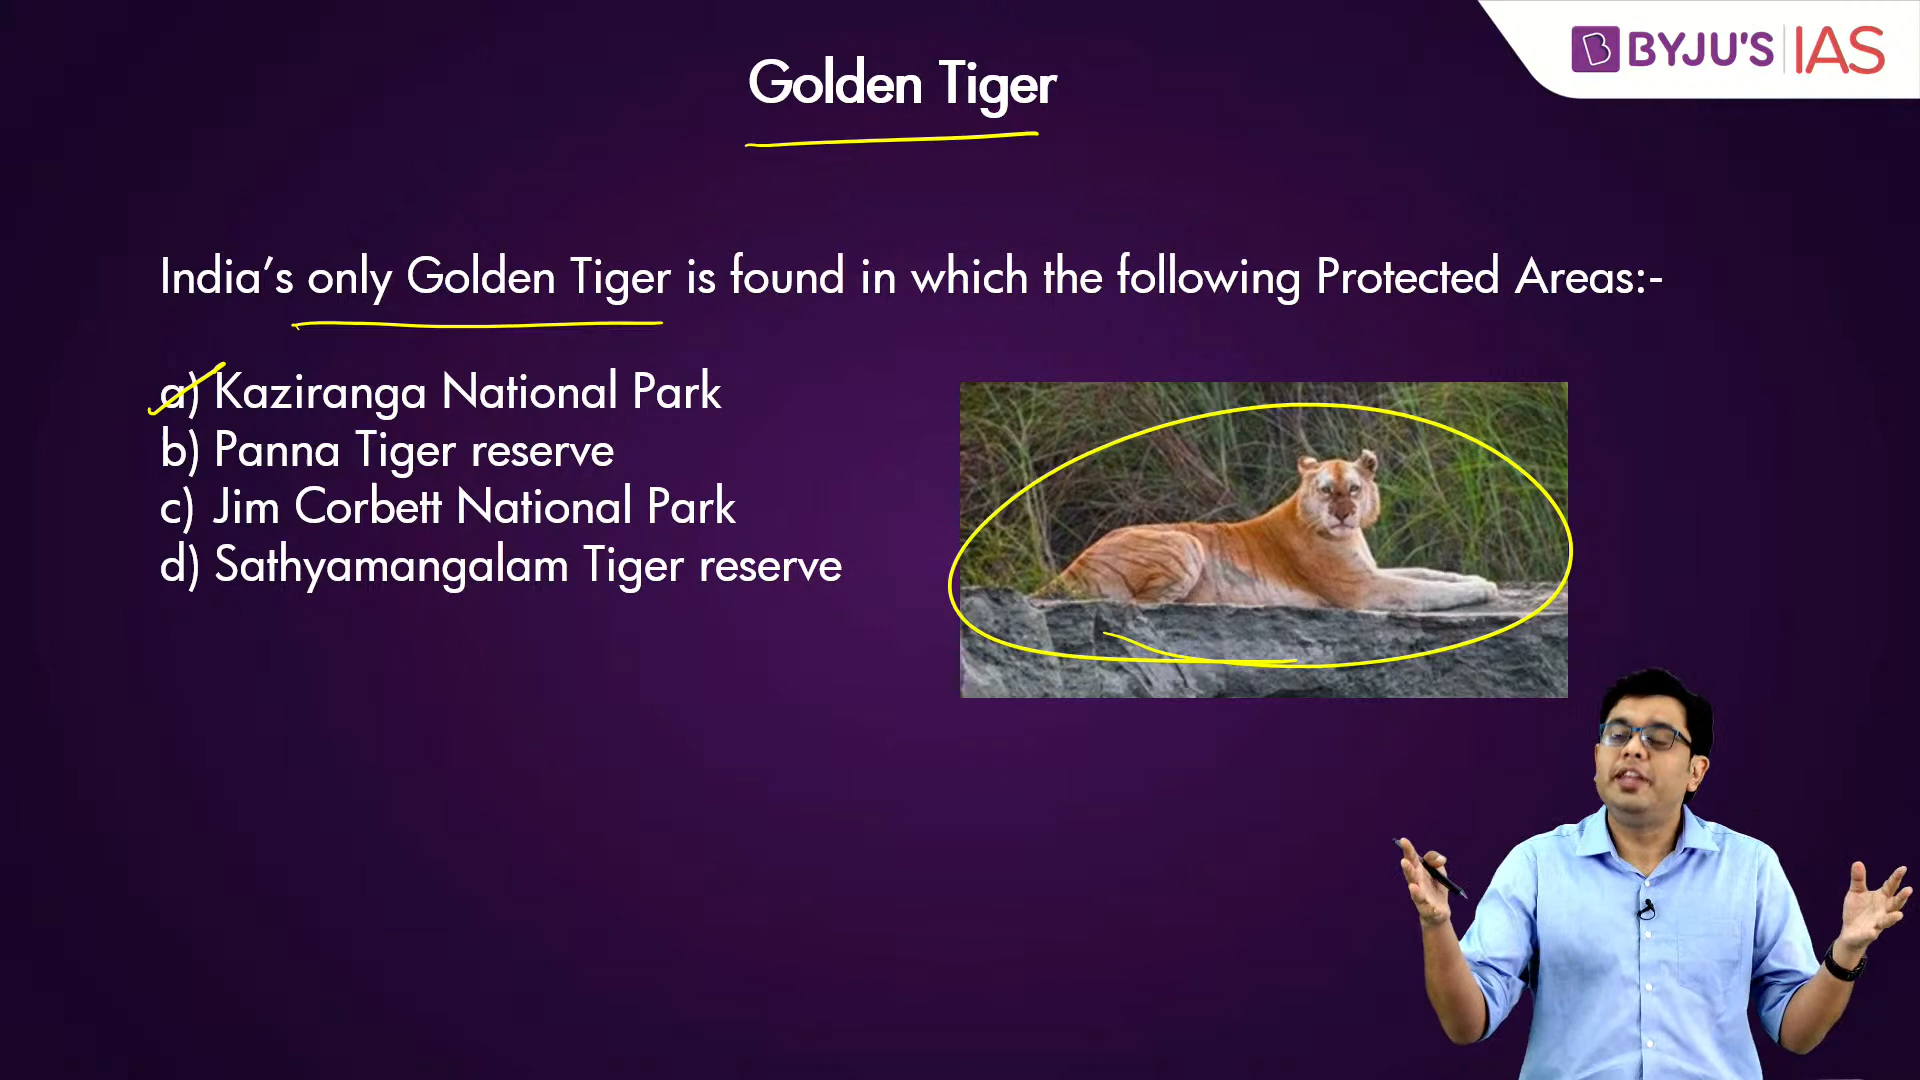 BYJU'S IAS
Golden Tiger
India’s only Golden Tiger is found in which the following Protected Areas:-
a) Kaziranga National Park
b) Panna Tiger reserve
c) Jim Corbett National Park
d) Sathyamangalam Tiger reserve